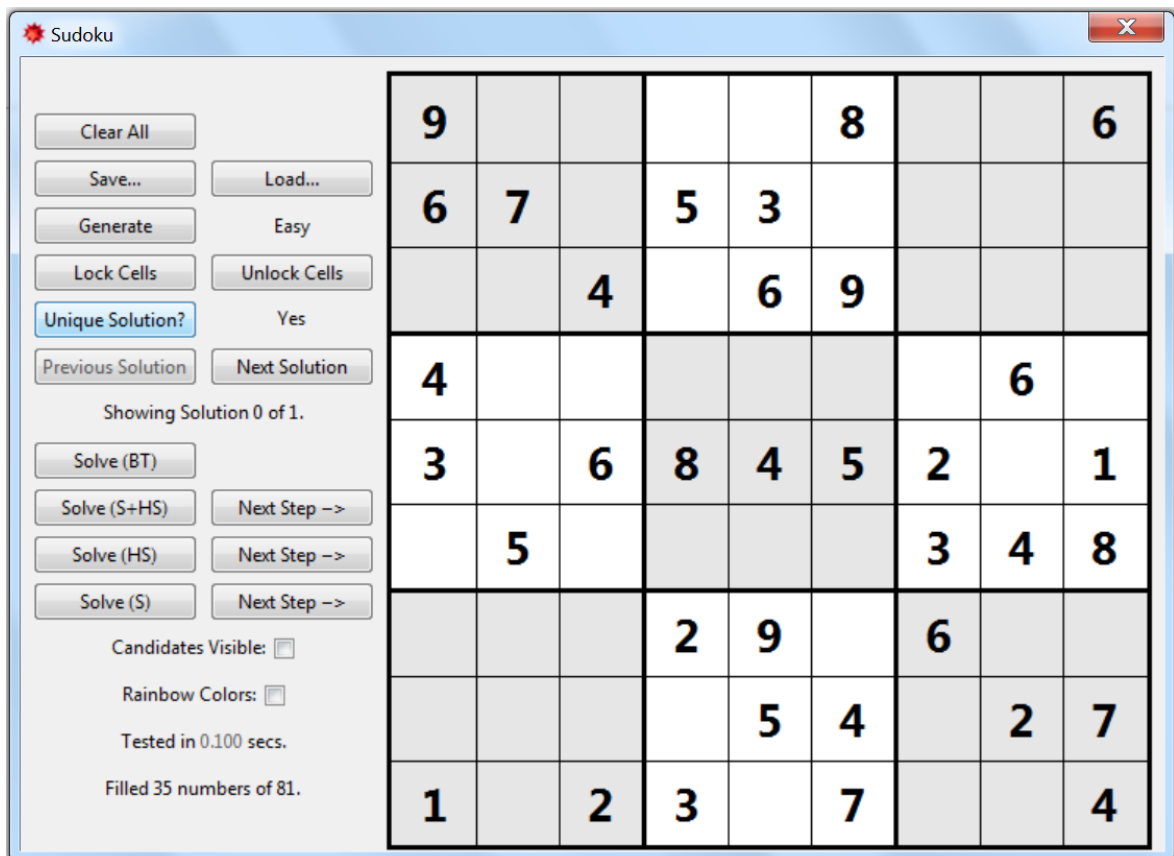 Sudoku
X
Clear All
Save... Load...
Generate Easy
Lock Cells Unlock Cells
Unique Solution? Yes
Previous Solution Next Solution
Showing Solution 0 of 1.
Solve (BT)
Solve (S+HS) Next Step –>
Solve (HS) Next Step –>
Solve (S) Next Step –>
Candidates Visible:
Rainbow Colors:
Tested in 0.100 secs.
Filled 35 numbers of 81.
9 8 6
6 7 5 3
4 6 9
4 6
3 6 8 4 5 2 1
5 3 4 8
2 9 6
5 4 2 7
1 2 3 7 4